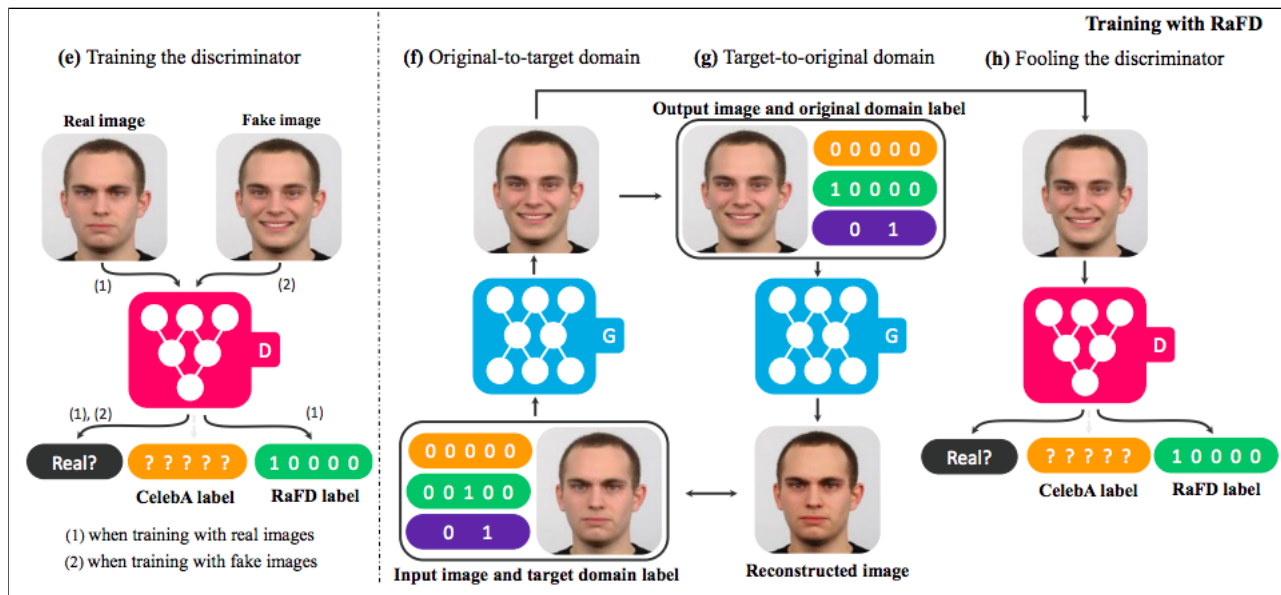 Training with RaFD
(e) Training the discriminator
Real image
Fake image
(1)
(2)
D
(1), (2)
(1)
Real?
? ? ? ? ?
1 0 0 0 0
CelebA label
RaFD label
(1) when training with real images
(2) when training with fake images
(f) Original-to-target domain
G
0 0 0 0 0
0 0 1 0 0
0 1
Input image and target domain label
(g) Target-to-original domain
Output image and original domain label
0 0 0 0 0
1 0 0 0 0
0 1
G
Reconstructed image
(h) Fooling the discriminator
D
Real?
? ? ? ? ?
1 0 0 0 0
CelebA label
RaFD label